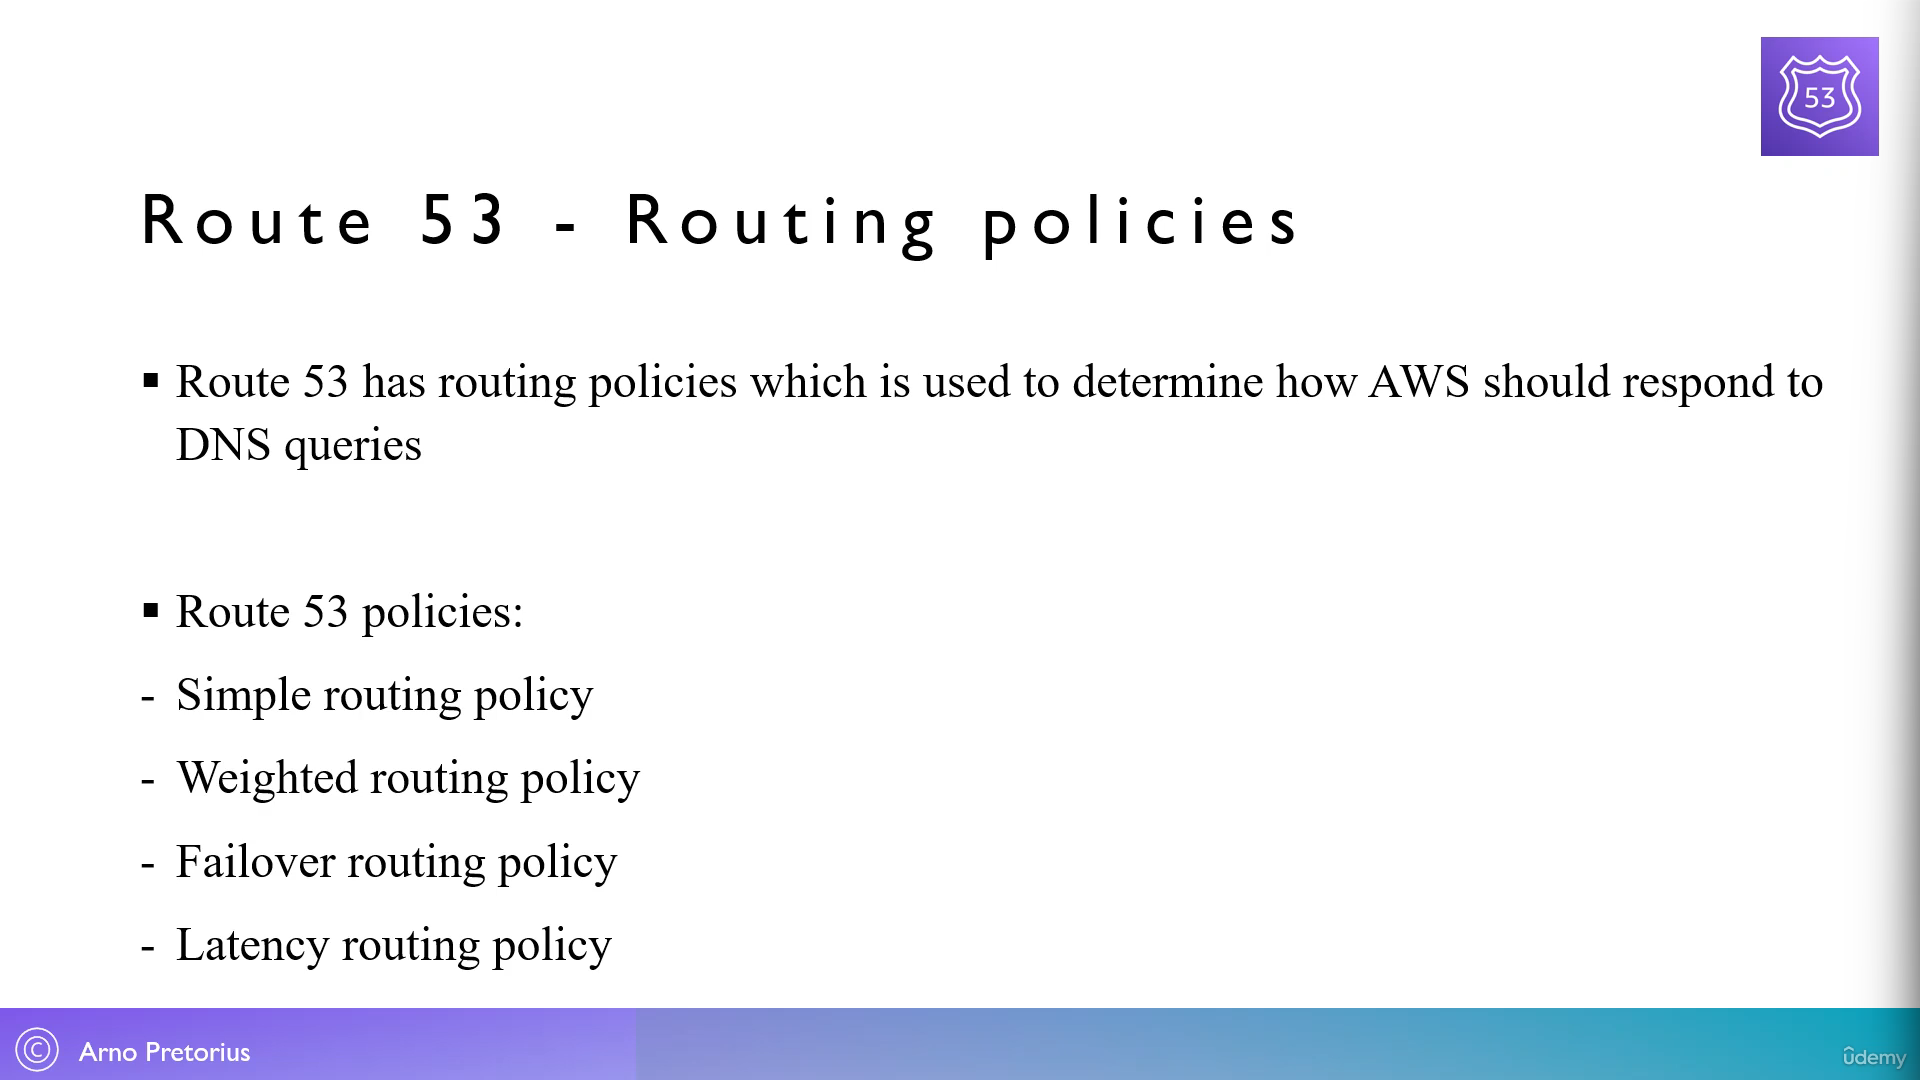 53
Route 53 - Routing policies
▪ Route 53 has routing policies which is used to determine how AWS should respond to
DNS queries
▪ Route 53 policies:
- Simple routing policy
- Weighted routing policy
- Failover routing policy
- Latency routing policy
© Arno Pretorius
ûdemy